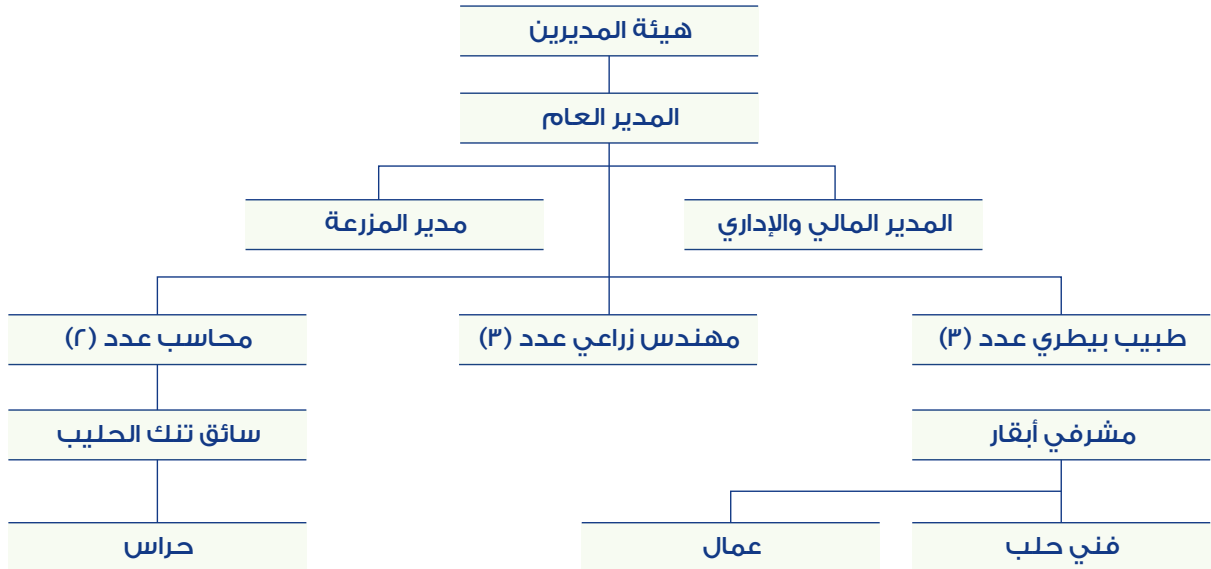 هيئة المديرين
المدير العام
المدير المالي والإداري
مدير المزرعة
طبيب بيطري عدد (٣)
مهندس زراعي عدد (٣)
محاسب عدد (٢)
مشرفي أبقار
سائق تنك الحليب
فني حلب
عمال
حراس